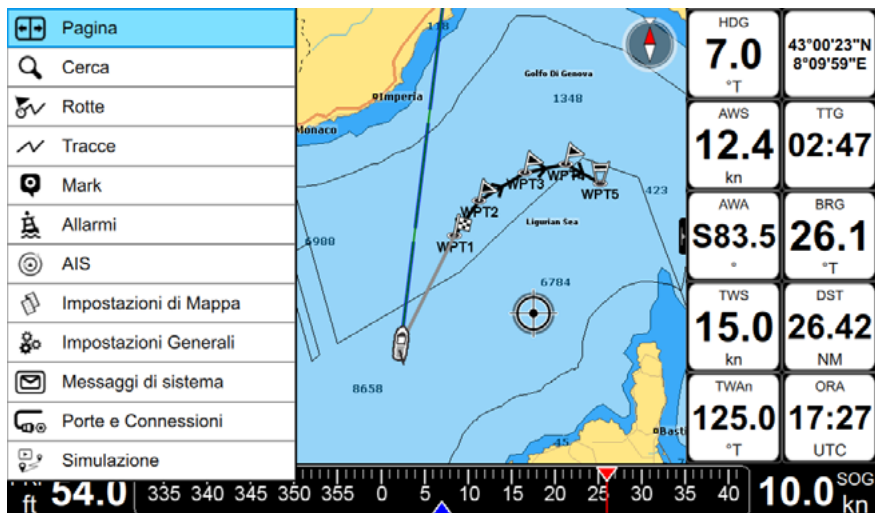 Pagina
Cerca
Rotte
Tracce
Mark
Allarmi
AIS
Impostazioni di Mappa
Impostazioni Generali
Messaggi di sistema
Porte e Connessioni
Simulazione
118
Golfo Di Genova
Imperia
1348
Monaco
WPT1
WPT2
WPT3
WPT4
WPT5
423
Ligurian Sea
6988
6784
8658
45
Basti
HDG
7.0
°T
43°00'23"N
8°09'59"E
AWS
12.4
kn
TTG
02:47
AWA
S83.5
°
BRG
26.1
°T
TWS
15.0
kn
DST
26.42
NM
TWAn
125.0
°T
ORA
17:27
UTC
ft
54.0
335 340 345 350 355 0 5 10 15 20 25 30 35 40
10.0
SOG
kn